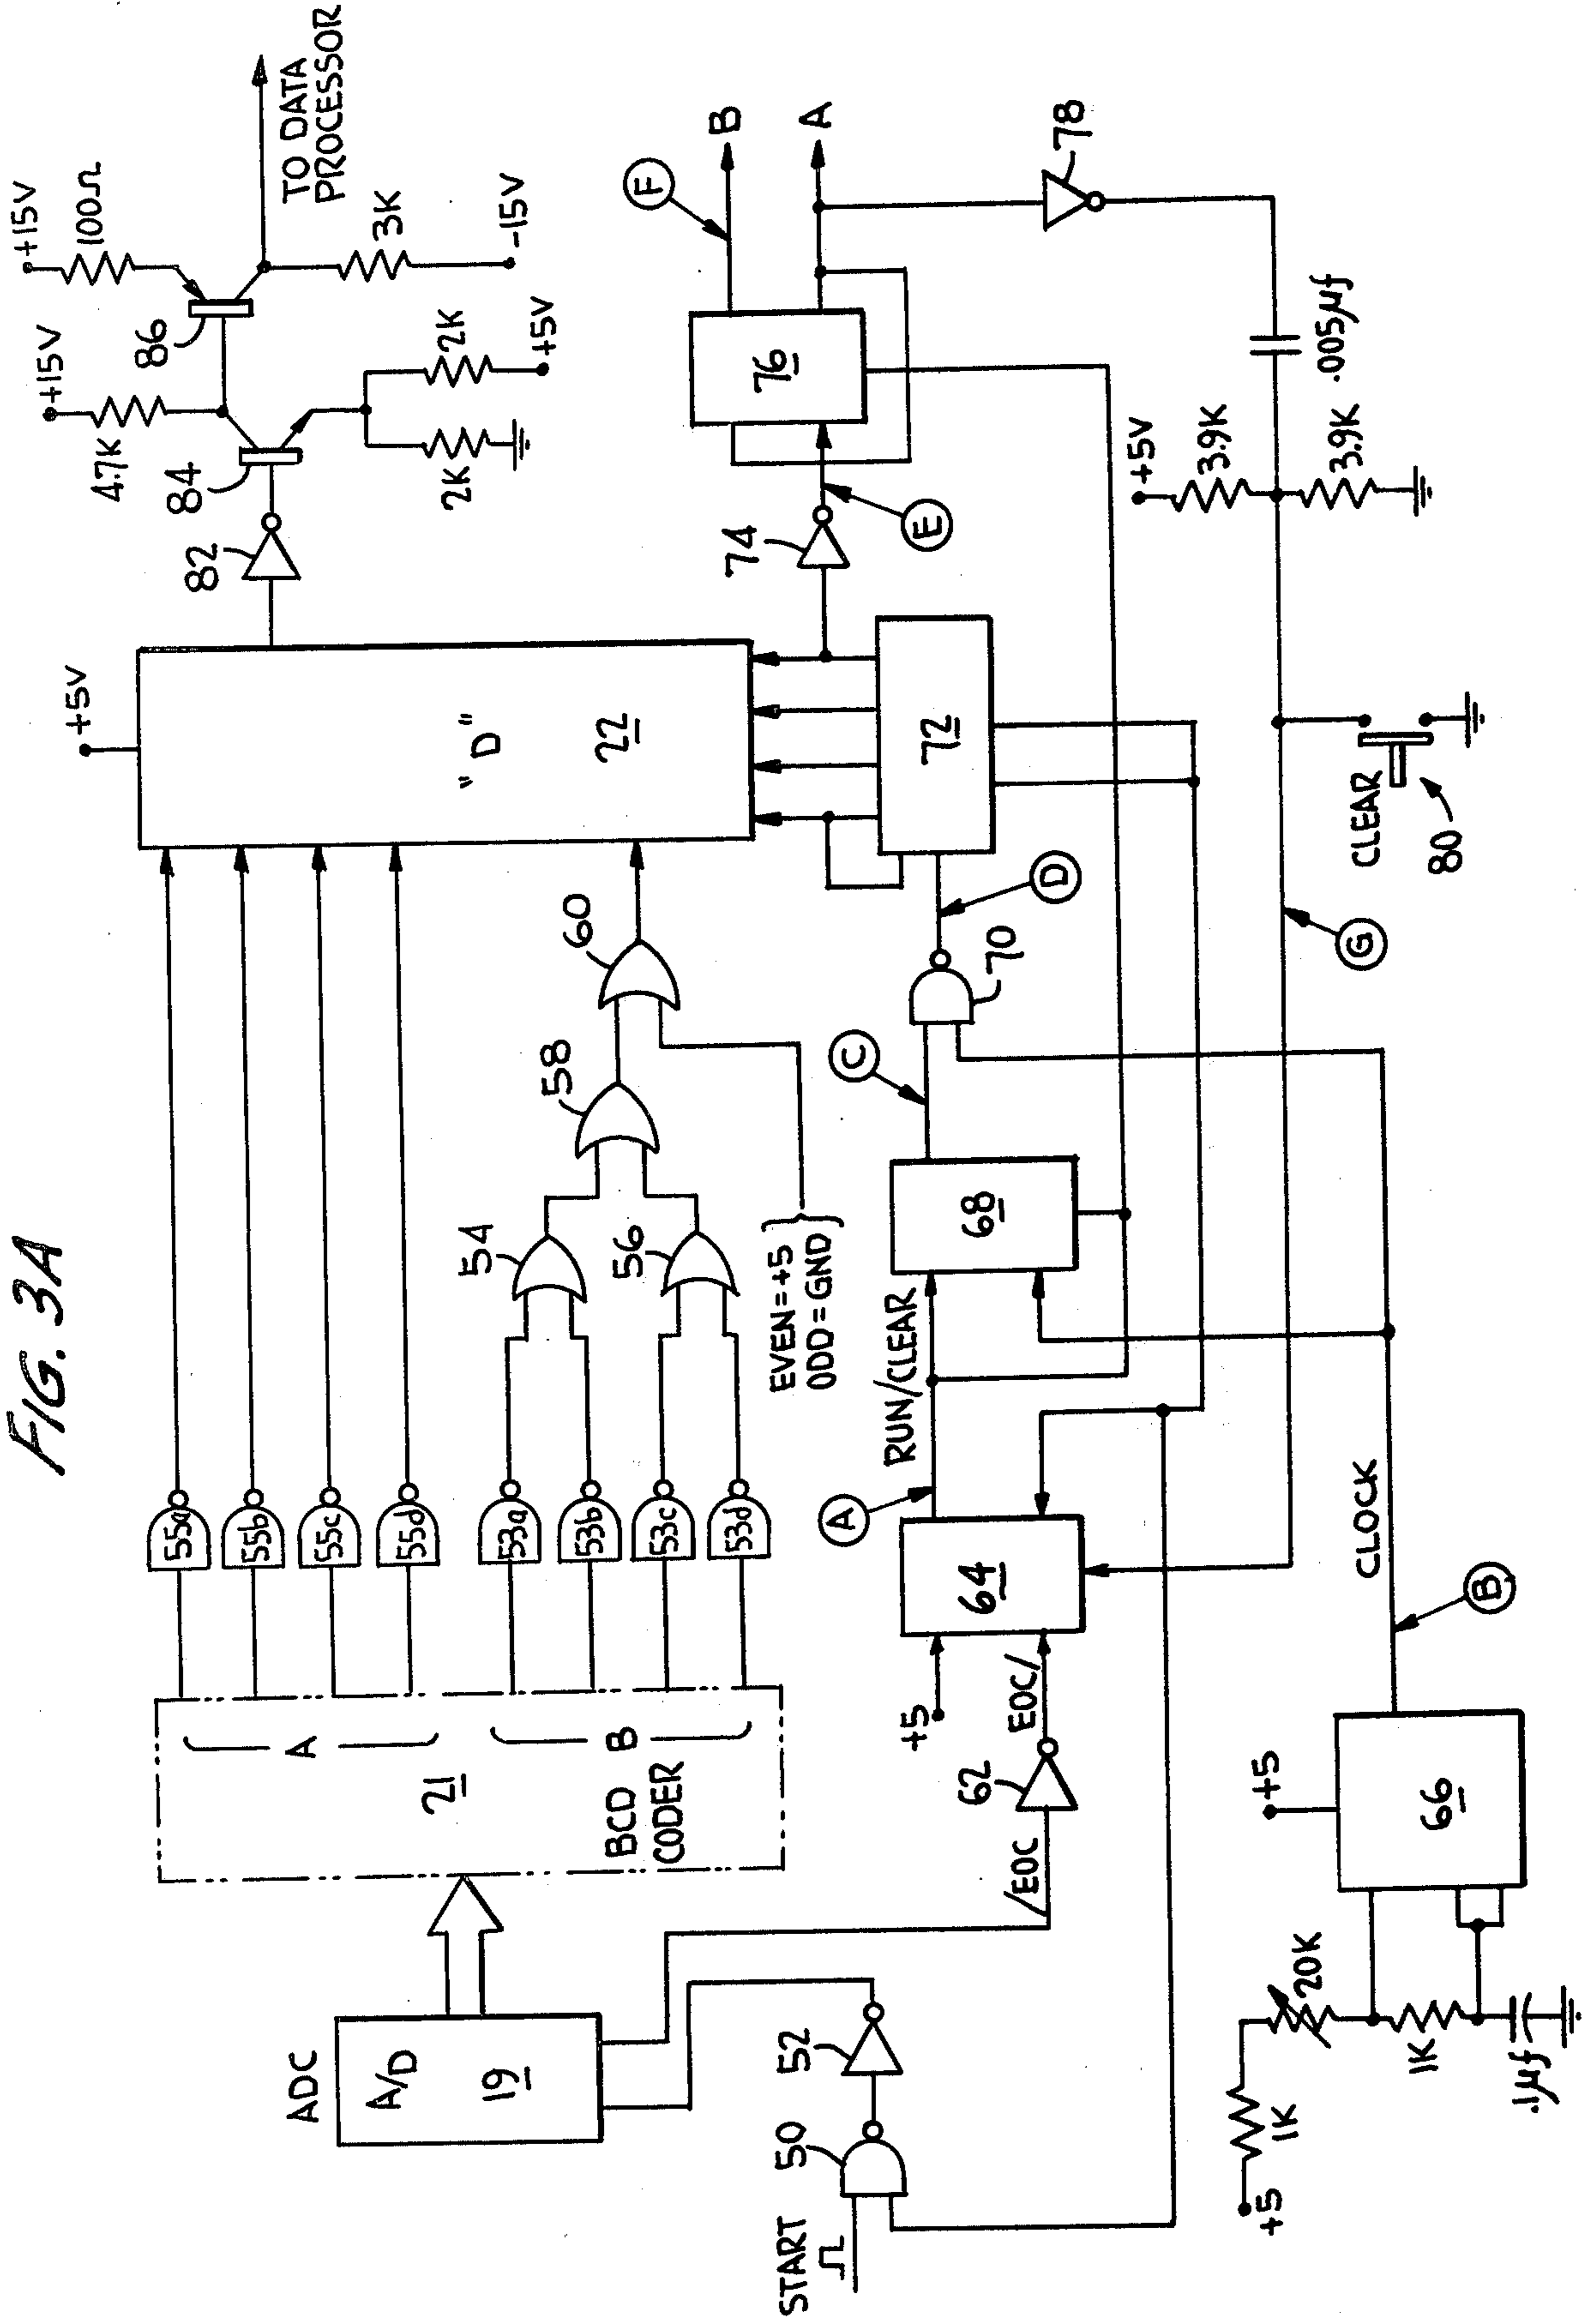 FIG. 3A
+15V
100Ω
+15V
4.7K
86
84
82
2K
2K
+5V
3K
-15V
TO DATA
PROCESSOR
+5V
"D"
22
55a
55b
55c
55d
53a
53b
53c
53d
54
56
58
60
EVEN=+5
ODD=GND
A
B
21
BCD
CODER
ADC
A/D
19
START
50
52
/EOC
62
EOC/
+5
64
A
RUN/CLEAR
68
C
70
D
72
74
E
76
F
B
A
78
.005µf
+5V
3.9K
3.9K
CLEAR
80
G
CLOCK
B
+5
66
+5
1K
20K
1K
.1µf